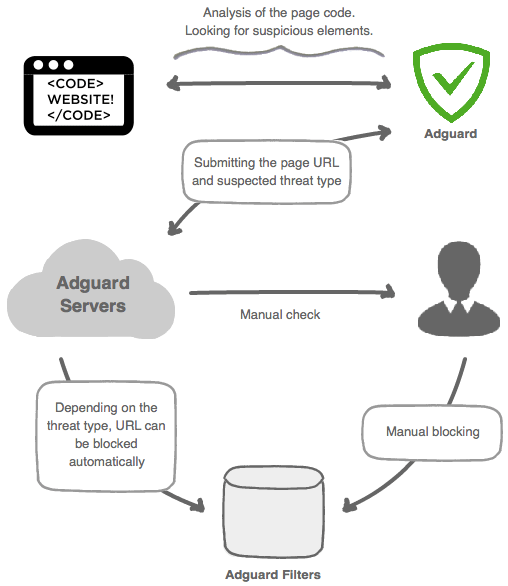 Analysis of the page code.
Looking for suspicious elements.
<CODE>
WEBSITE!
</CODE>
Adguard
Submitting the page URL
and suspected threat type
Adguard
Servers
Manual check
Depending on the
threat type, URL can
be blocked
automatically
Manual blocking
Adguard Filters